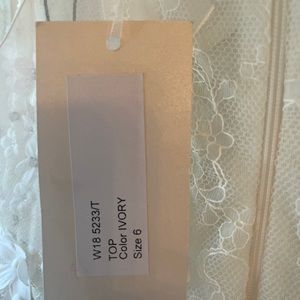 W18 5233/T
TOP
Color IVORY
Size 6